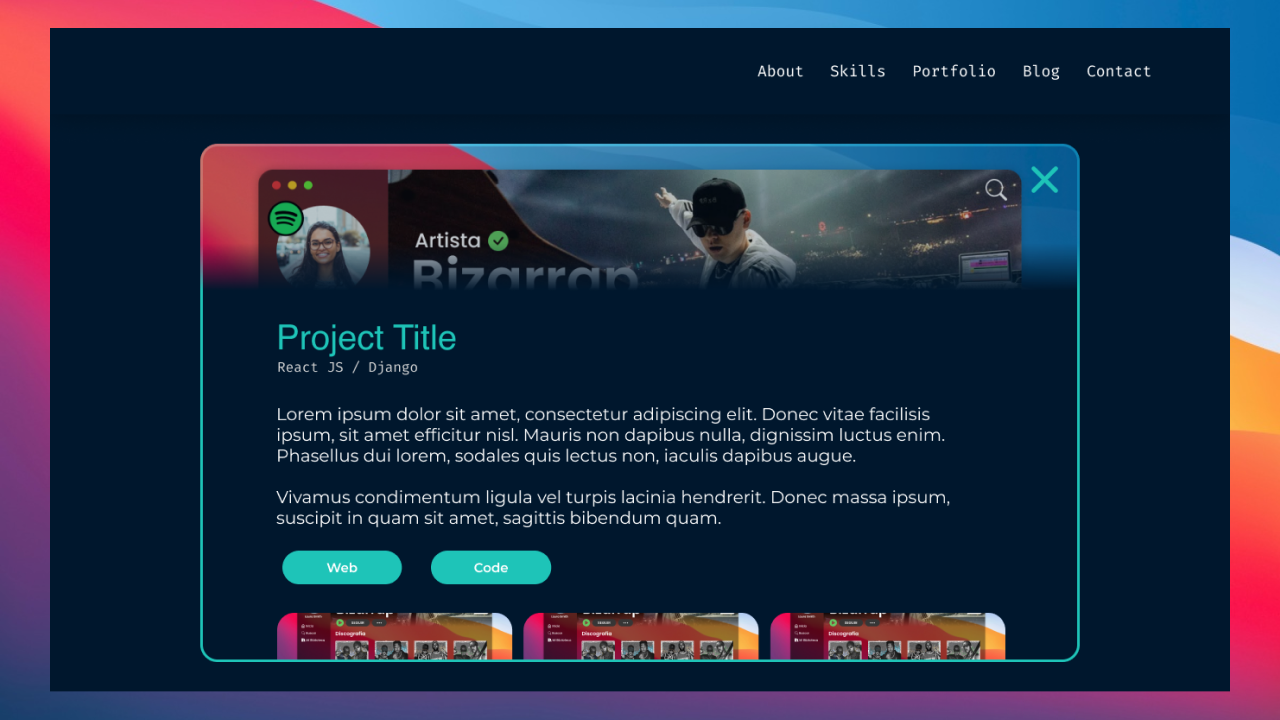 About Skills Portfolio Blog Contact
Artista
Bizarrap
Project Title
React JS / Django
Lorem ipsum dolor sit amet, consectetur adipiscing elit. Donec vitae facilisis
ipsum, sit amet efficitur nisl. Mauris non dapibus nulla, dignissim luctus enim.
Phasellus dui lorem, sodales quis lectus non, iaculis dapibus augue.
Vivamus condimentum ligula vel turpis lacinia hendrerit. Donec massa ipsum,
suscipit in quam sit amet, sagittis bibendum quam.
Web Code
Bizarrap Bizarrap Bizarrap
Discografía Discografía Discografía